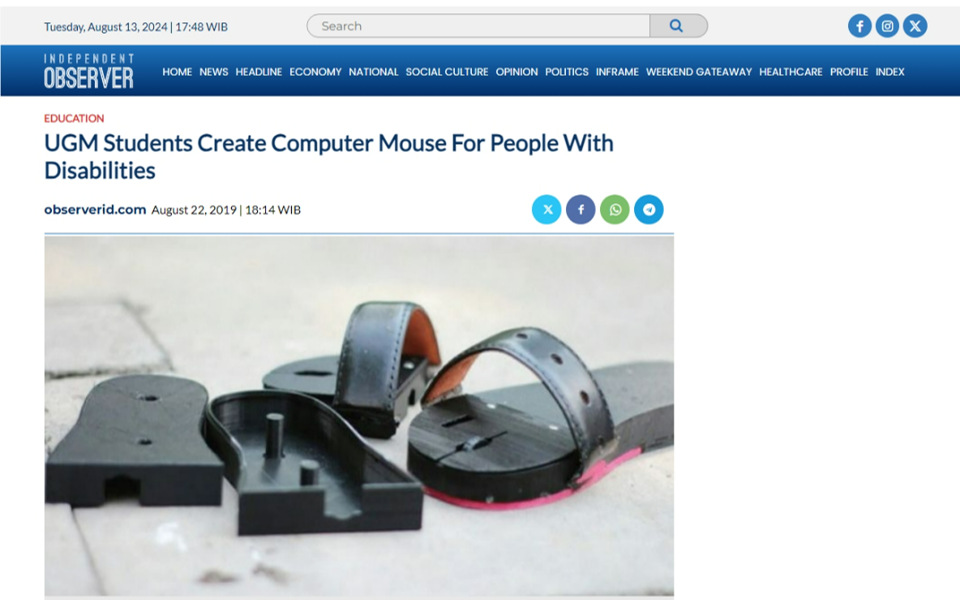 Tuesday, August 13, 2024 | 17:48 WIB
Search
INDEPENDENT
OBSERVER
HOME NEWS HEADLINE ECONOMY NATIONAL SOCIAL CULTURE OPINION POLITICS INFRAME WEEKEND GATEAWAY HEALTHCARE PROFILE INDEX
EDUCATION
UGM Students Create Computer Mouse For People With
Disabilities
observerid.com August 22, 2019 | 18:14 WIB